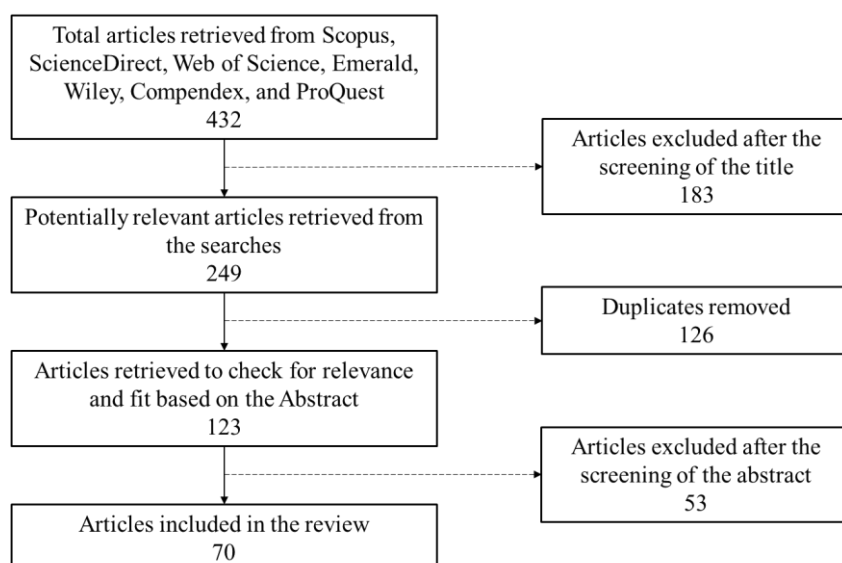 Total articles retrieved from Scopus,
ScienceDirect, Web of Science, Emerald,
Wiley, Compendex, and ProQuest
432
Articles excluded after the
screening of the title
183
Potentially relevant articles retrieved from
the searches
249
Duplicates removed
126
Articles retrieved to check for relevance
and fit based on the Abstract
123
Articles excluded after the
screening of the abstract
53
Articles included in the review
70